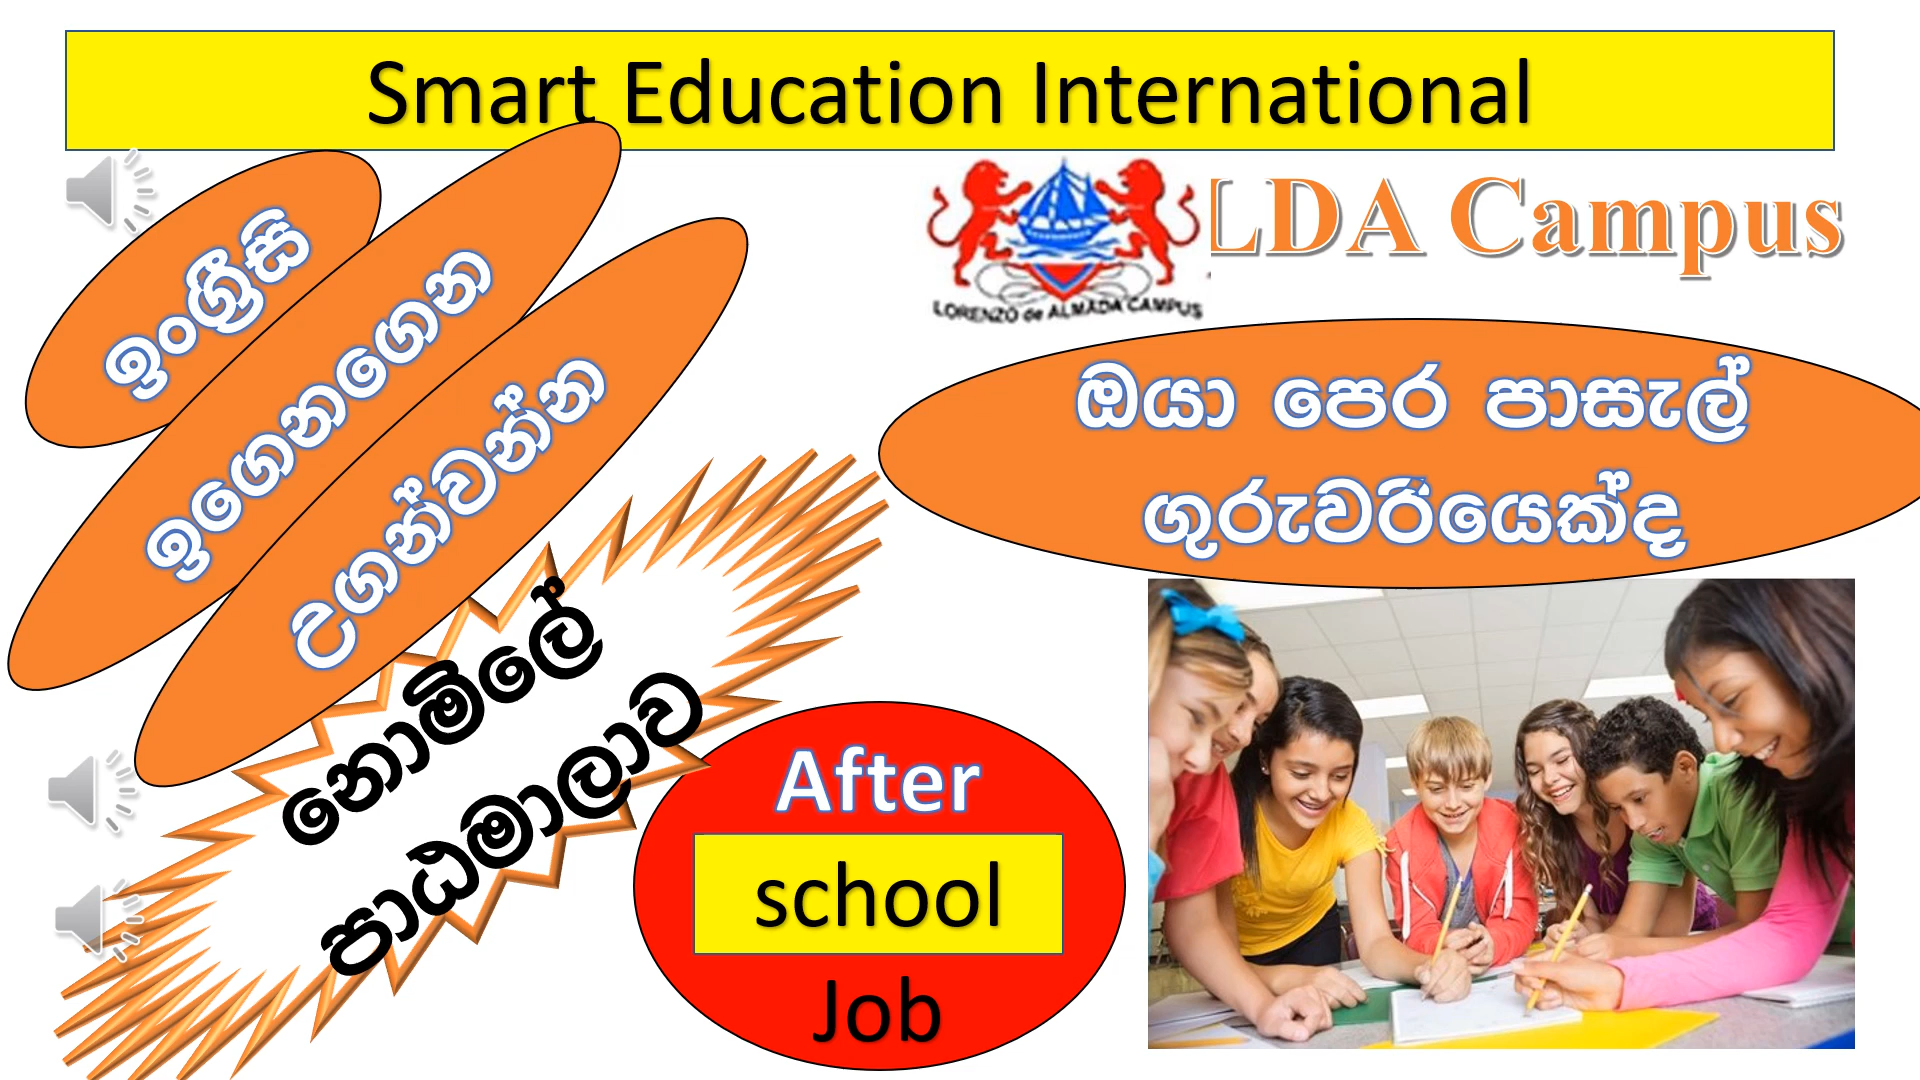 Smart Education International
LDA Campus
LORENZO de ALMADA CAMPUS
ඉංග්‍රීසි
ඉගෙනගෙන
උගන්වන්න
ඔයා පෙර පාසැල්
ගුරුවරියෙක්ද
නොමිලේ
පාඨමාලාව
After
school
Job